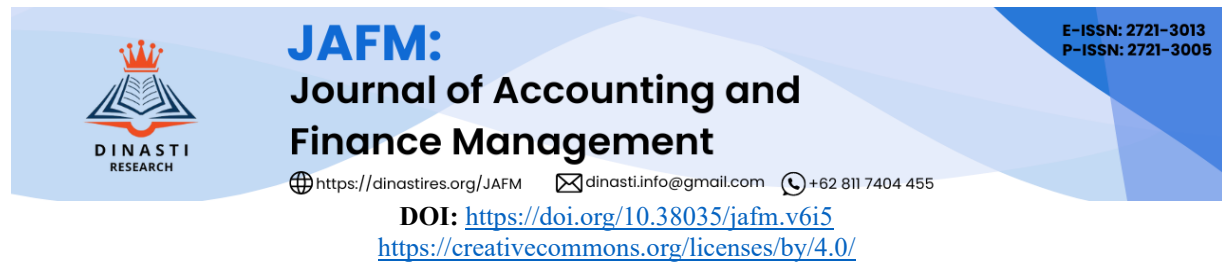 JAFM:
Journal of Accounting and
Finance Management
E-ISSN: 2721-3013
P-ISSN: 2721-3005
DINASTI
RESEARCH
https://dinastires.org/JAFM dinasti.info@gmail.com +62 811 7404 455
DOI: https://doi.org/10.38035/jafm.v6i5
https://creativecommons.org/licenses/by/4.0/